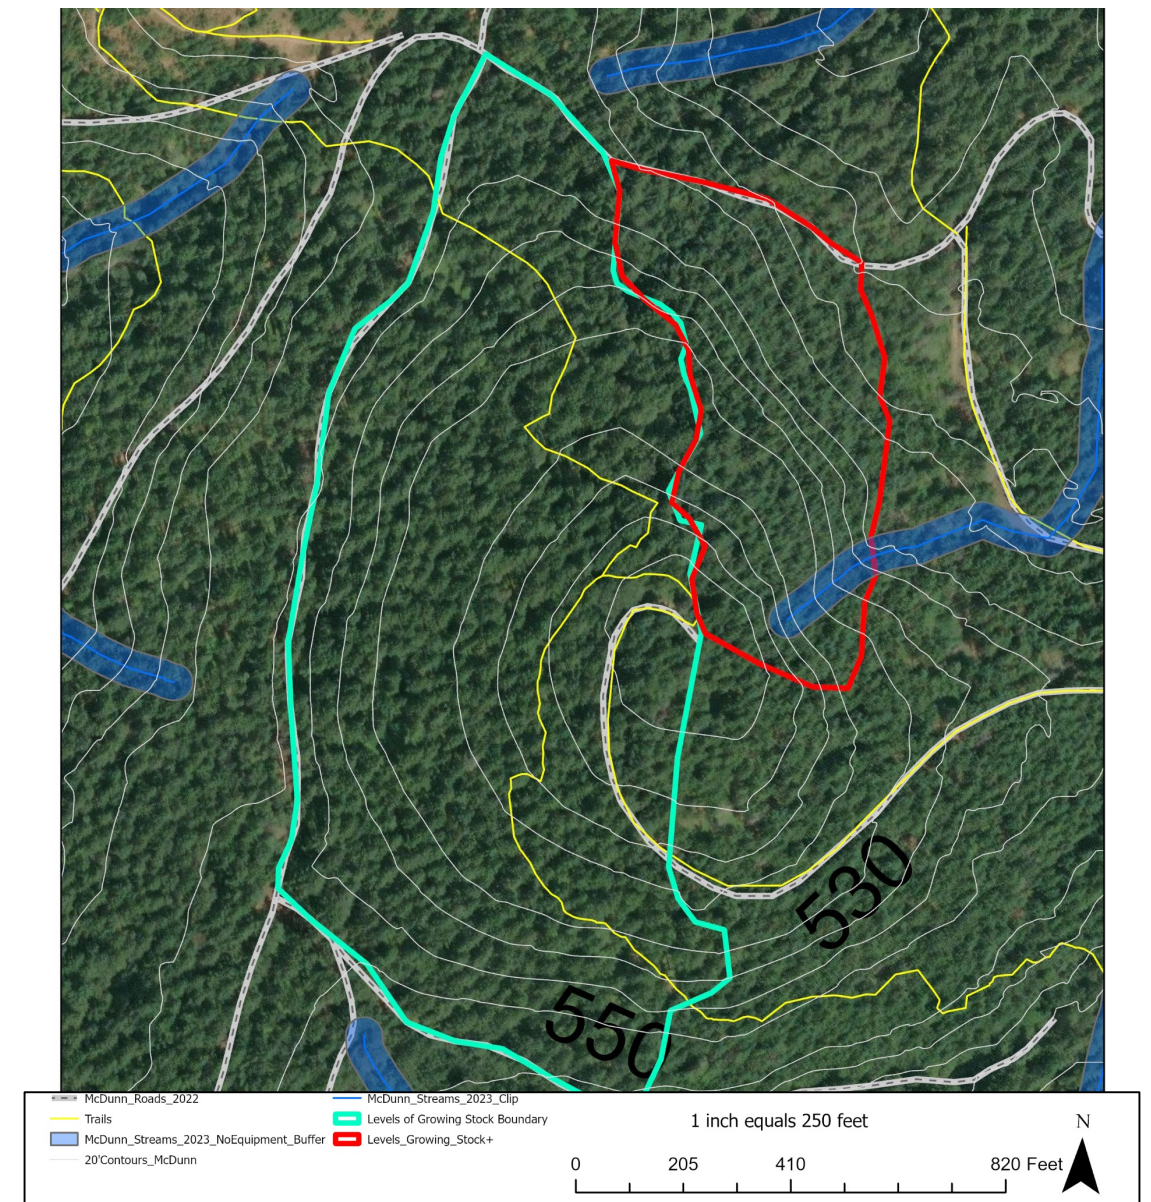 530
550
McDunn_Roads_2022
McDunn_Streams_2023_Clip
Trails
Levels of Growing Stock Boundary
McDunn_Streams_2023_NoEquipment_Buffer
Levels_Growing_Stock+
20'Contours_McDunn
1 inch equals 250 feet
N
0 205 410 820 Feet